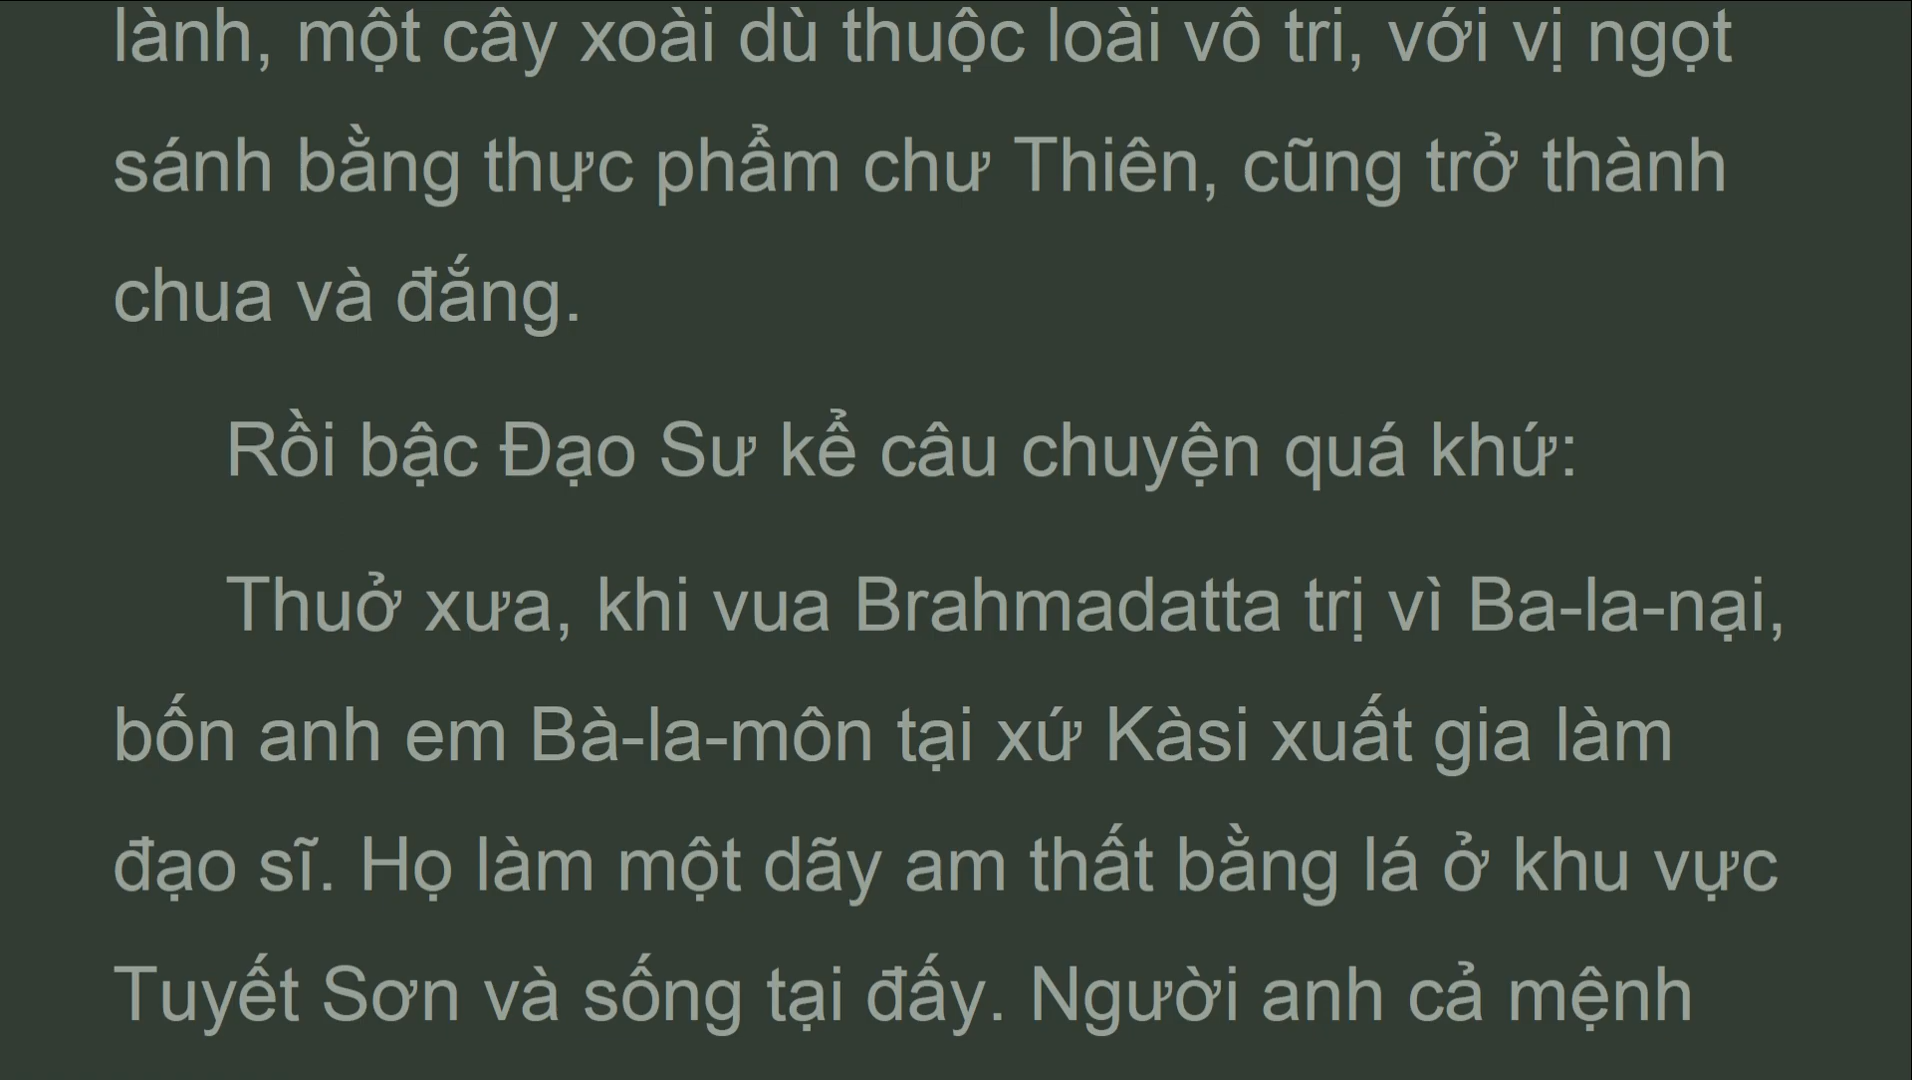 lành, một cây xoài dù thuộc loài vô tri, với vị ngọt
sánh bằng thực phẩm chư Thiên, cũng trở thành
chua và đắng.
Rồi bậc Đạo Sư kể câu chuyện quá khứ:
Thuở xưa, khi vua Brahmadatta trị vì Ba-la-nại,
bốn anh em Bà-la-môn tại xứ Kàsi xuất gia làm
đạo sĩ. Họ làm một dãy am thất bằng lá ở khu vực
Tuyết Sơn và sống tại đấy. Người anh cả mệnh